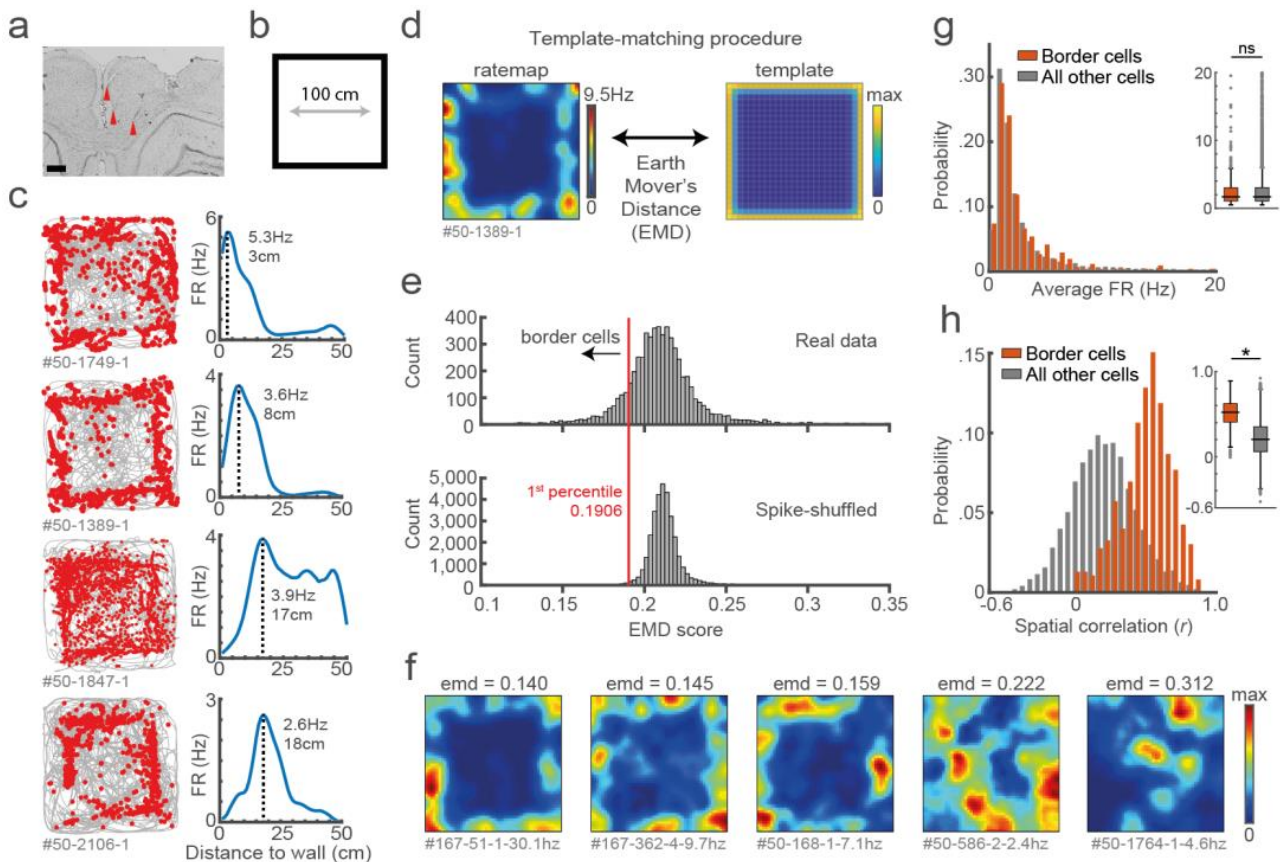 a
b
100 cm
c
6
5.3Hz
3cm
FR (Hz)
0
0 25 50
#50-1749-1
4
3.6Hz
8cm
FR (Hz)
0
0 25 50
#50-1389-1
4
3.9Hz
17cm
FR (Hz)
0
0 25 50
#50-1847-1
3
2.6Hz
18cm
FR (Hz)
0
0 25 50
#50-2106-1
Distance to wall (cm)
d
Template-matching procedure
ratemap
template
9.5Hz
0
max
0
Earth
Mover's
Distance
(EMD)
#50-1389-1
e
400
300
200
100
0
Count
border cells
Real data
5,000
4,000
3,000
2,000
1,000
0
Count
1st percentile
0.1906
Spike-shuffled
0.1 0.15 0.2 0.25 0.3 0.35
EMD score
f
emd = 0.140 emd = 0.145 emd = 0.159 emd = 0.222 emd = 0.312
max
0
#167-51-1-30.1hz #167-362-4-9.7hz #50-168-1-7.1hz #50-586-2-2.4hz #50-1764-1-4.6hz
g
Border cells
All other cells
.30
.20
.10
0
Probability
0 20
Average FR (Hz)
ns
20
10
0
h
Border cells
All other cells
.15
.10
.05
0
Probability
-0.6 0 1.0
Spatial correlation (r)
*
1.0
0
-0.6